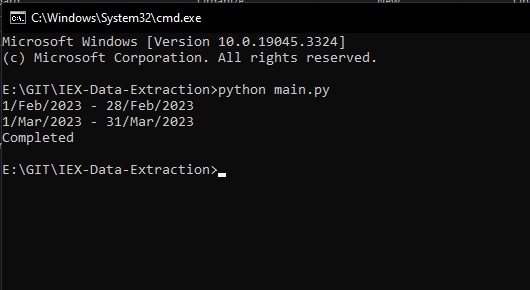 C:\Windows\System32\cmd.exe
Microsoft Windows [Version 10.0.19045.3324]
(c) Microsoft Corporation. All rights reserved.
E:\GIT\IEX-Data-Extraction>python main.py
1/Feb/2023 - 28/Feb/2023
1/Mar/2023 - 31/Mar/2023
Completed
E:\GIT\IEX-Data-Extraction>